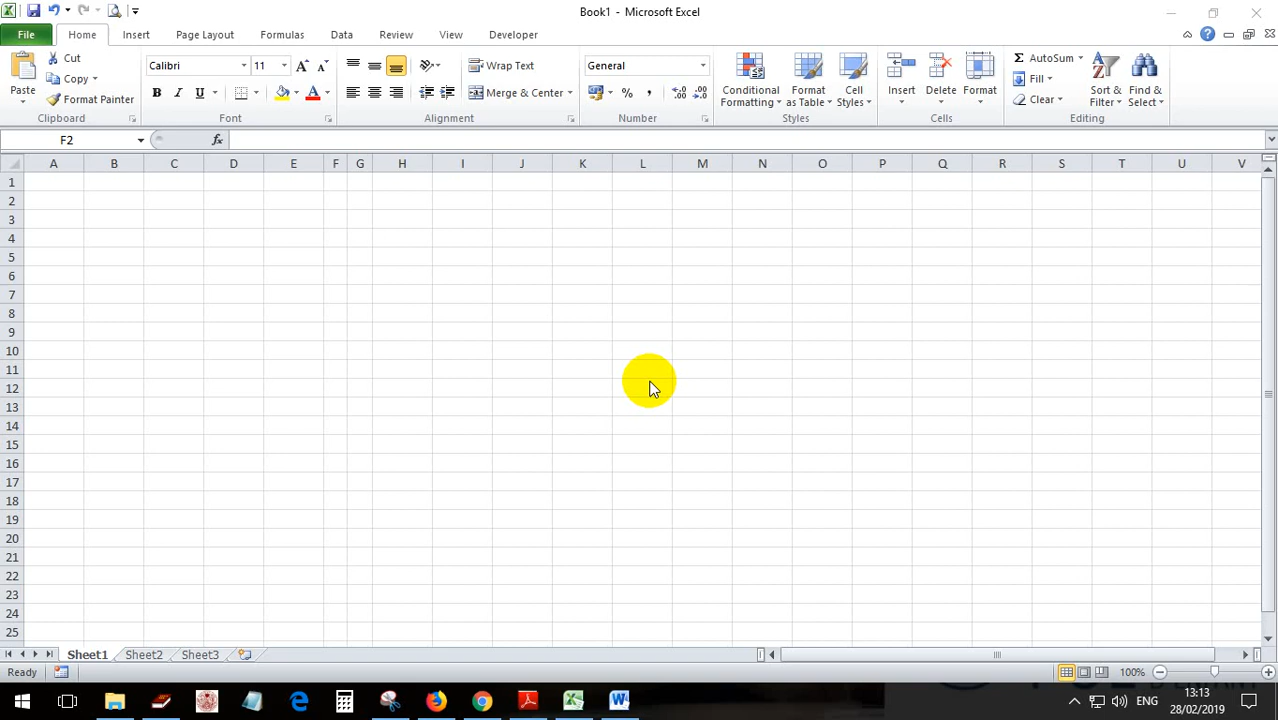 Book1 - Microsoft Excel
File Home Insert Page Layout Formulas Data Review View Developer
Paste
Cut
Copy
Format Painter
Clipboard
Calibri 11
B I U
Font
Wrap Text
Merge & Center
Alignment
General
%
Number
Conditional Formatting
Format as Table
Cell Styles
Styles
Insert Delete Format
Cells
AutoSum
Fill
Clear
Sort & Filter
Find & Select
Editing
F2 fx
A B C D E F G H I J K L M N O P Q R S T U V
1
2
3
4
5
6
7
8
9
10
11
12
13
14
15
16
17
18
19
20
21
22
23
24
25
Sheet1 Sheet2 Sheet3
Ready 100%
ENG
13:13
28/02/2019